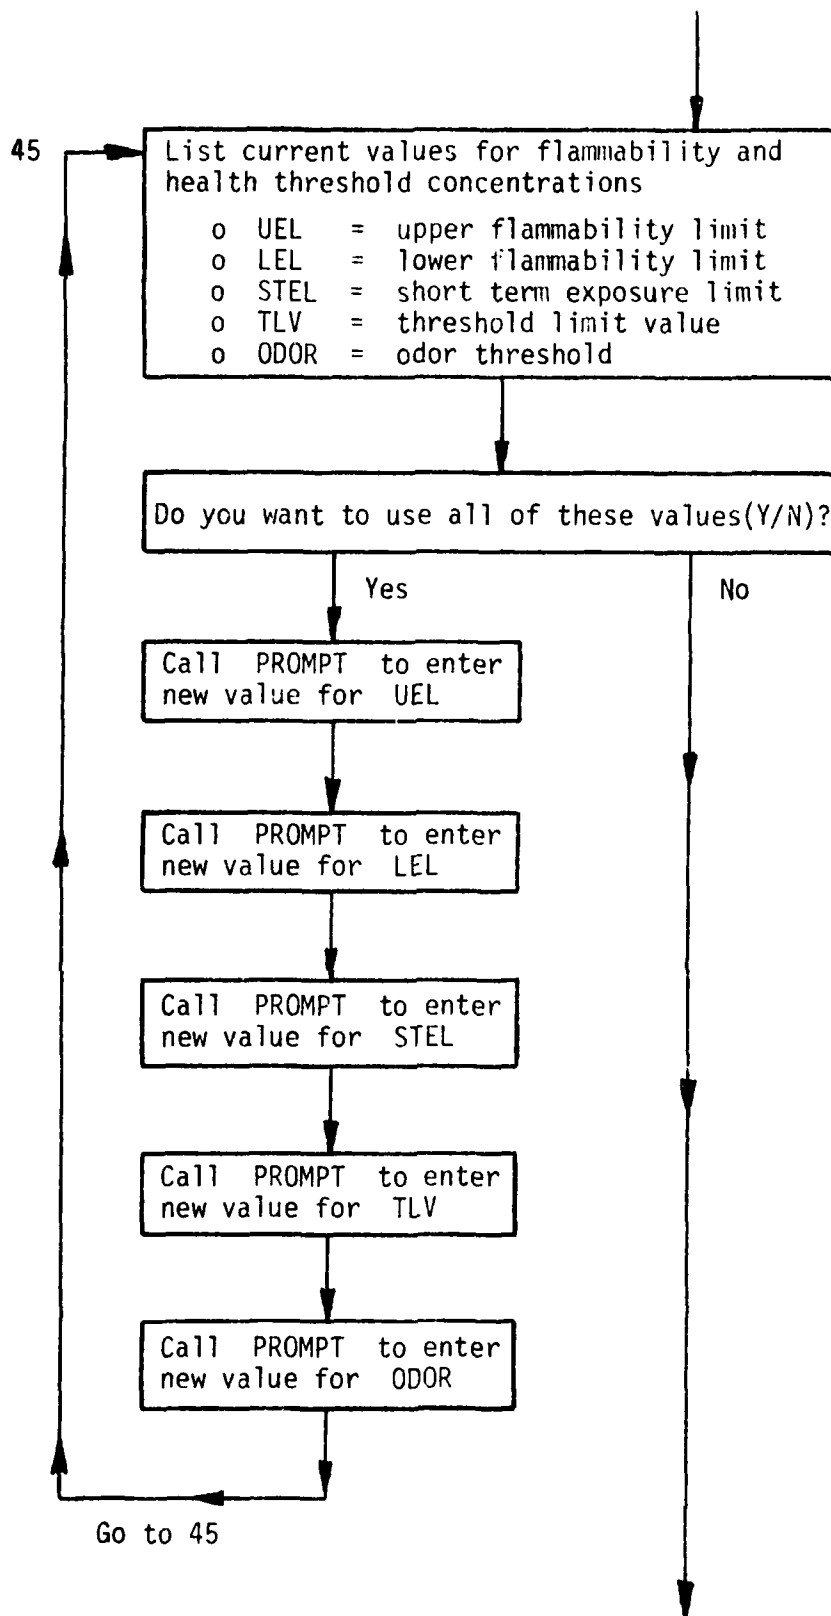 45
List current values for flammability and
health threshold concentrations
o UEL = upper flammability limit
o LEL = lower flammability limit
o STEL = short term exposure limit
o TLV = threshold limit value
o ODOR = odor threshold
Do you want to use all of these values(Y/N)?
Yes
No
Call PROMPT to enter
new value for UEL
Call PROMPT to enter
new value for LEL
Call PROMPT to enter
new value for STEL
Call PROMPT to enter
new value for TLV
Call PROMPT to enter
new value for ODOR
Go to 45